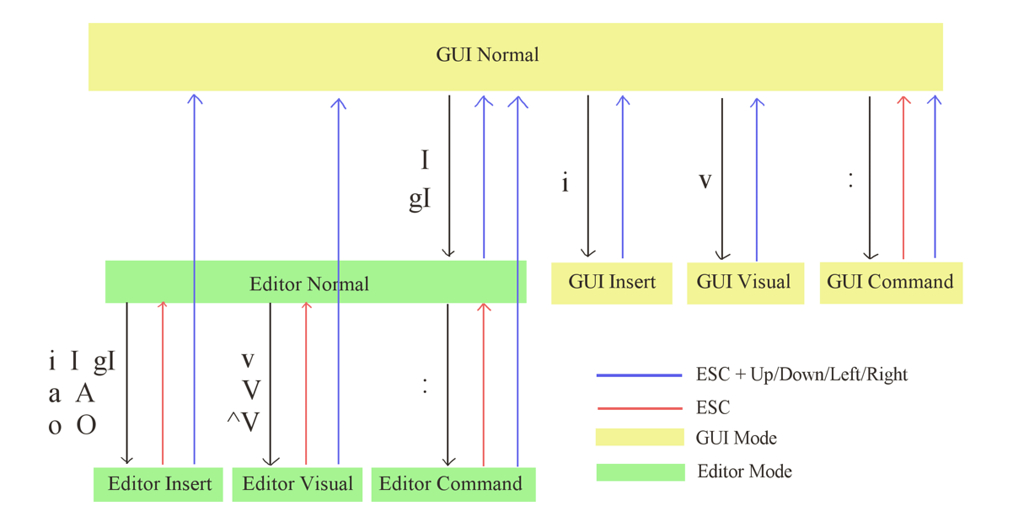 GUI Normal
I
gI
i
v
:
Editor Normal
GUI Insert
GUI Visual
GUI Command
i I gI
a A
o O
v
V
^V
:
ESC + Up/Down/Left/Right
ESC
GUI Mode
Editor Mode
Editor Insert
Editor Visual
Editor Command